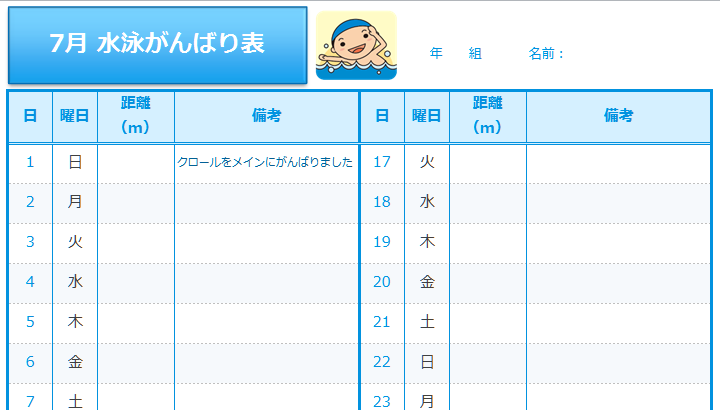 7月 水泳がんばり表
年 組 名前：
日 曜日 距離 備考 日 曜日 距離 備考
（m） （m）
1 日 クロールをメインにがんばりました 17 火
2 月 18 水
3 火 19 木
4 水 20 金
5 木 21 土
6 金 22 日
7 土 23 月